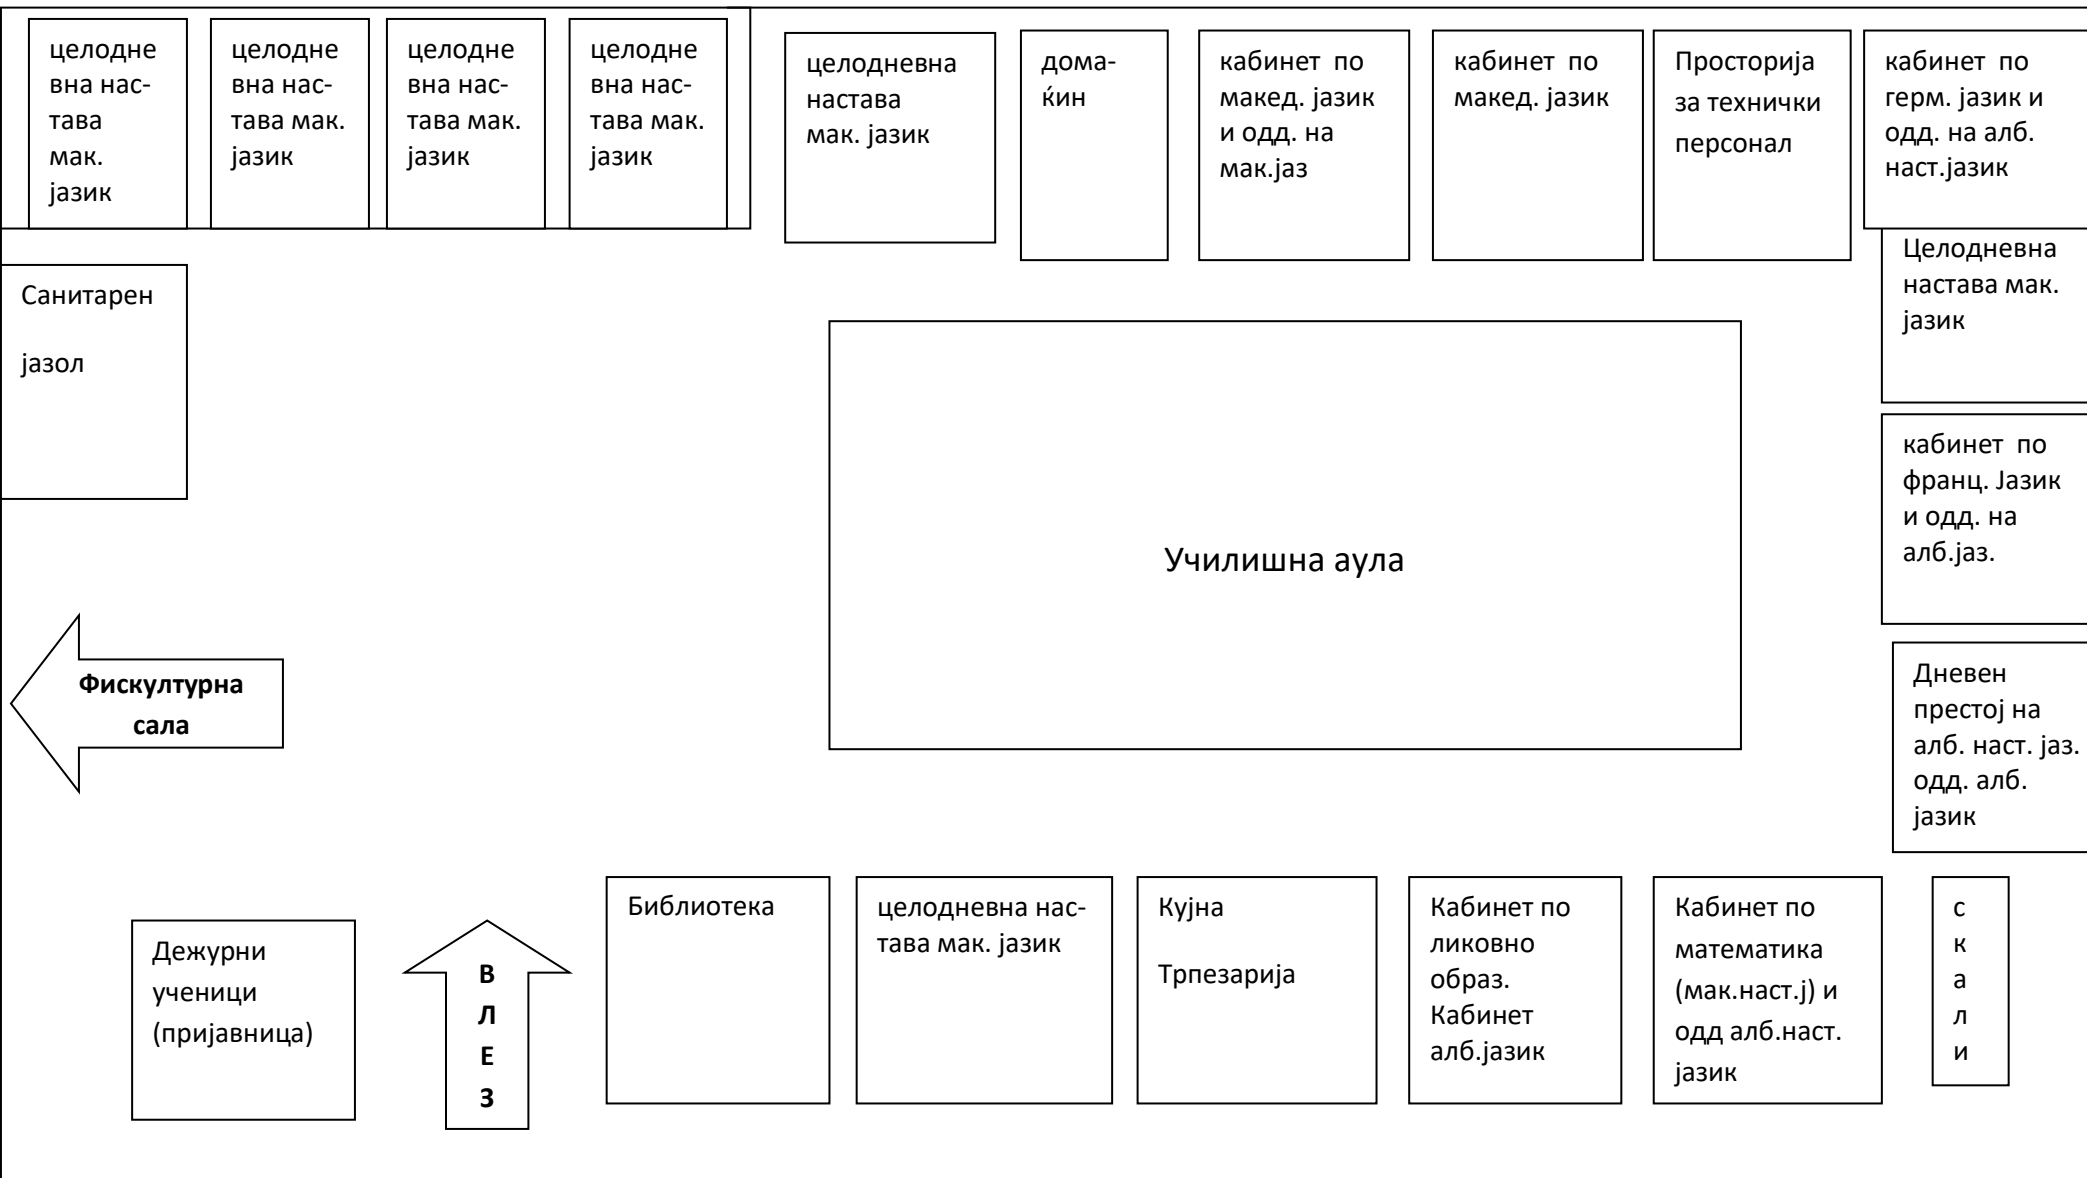 целодне
вна нас-
тава
мак.
јазик
целодне
вна нас-
тава мак.
јазик
целодне
вна нас-
тава мак.
јазик
целодне
вна нас-
тава мак.
јазик
целодневна
настава
мак. јазик
дома-
ќин
кабинет по
макед. јазик
и одд. на
мак.јаз
кабинет по
макед. јазик
Просторија
за технички
персонал
кабинет по
герм. јазик и
одд. на алб.
наст.јазик
Целодневна
настава мак.
јазик
Санитарен
јазол
Училишна аула
кабинет по
франц. Јазик
и одд. на
алб.јаз.
Фискултурна
сала
Дневен
престој на
алб. наст. јаз.
одд. алб.
јазик
Дежурни
ученици
(пријавница)
В
Л
Е
З
Библиотека
целодневна нас-
тава мак. јазик
Кујна
Трпезарија
Кабинет по
ликовно
образ.
Кабинет
алб.јазик
Кабинет по
математика
(мак.наст.ј) и
одд алб.наст.
јазик
с
к
а
л
и